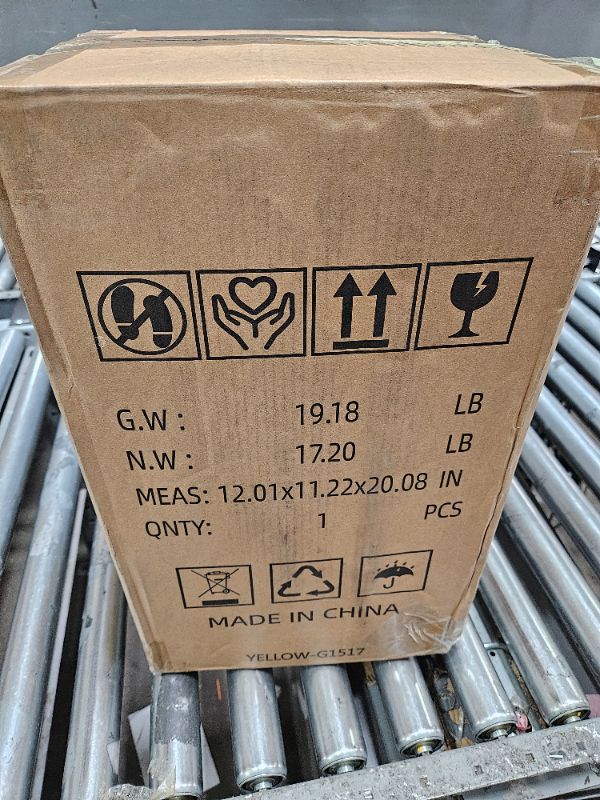 G.W : 19.18 LB
N.W : 17.20 LB
MEAS: 12.01x11.22x20.08 IN
QNTY: 1 PCS
MADE IN CHINA
YELLOW-G1517